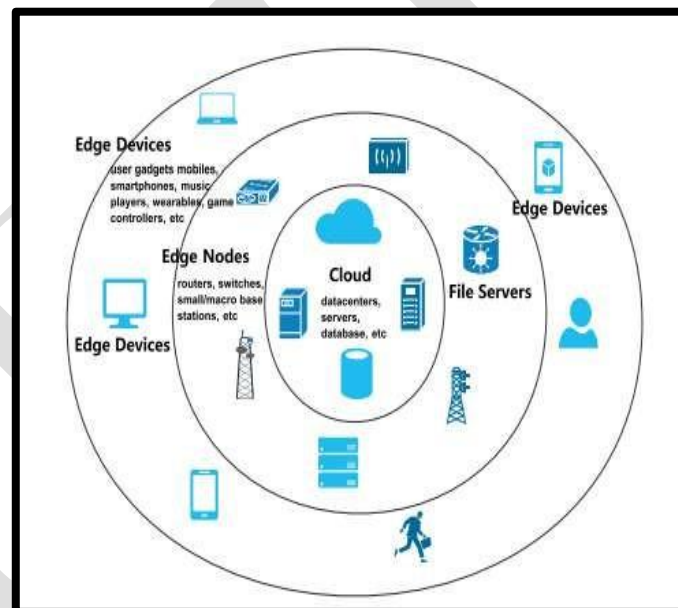 Edge Devices
user gadgets mobiles,
smartphones, music
players, wearables, game
controllers, etc
Edge Devices
Edge Nodes
routers, switches,
small/macro base
stations, etc
Cloud
datacenters,
servers,
database, etc
File Servers
Edge Devices